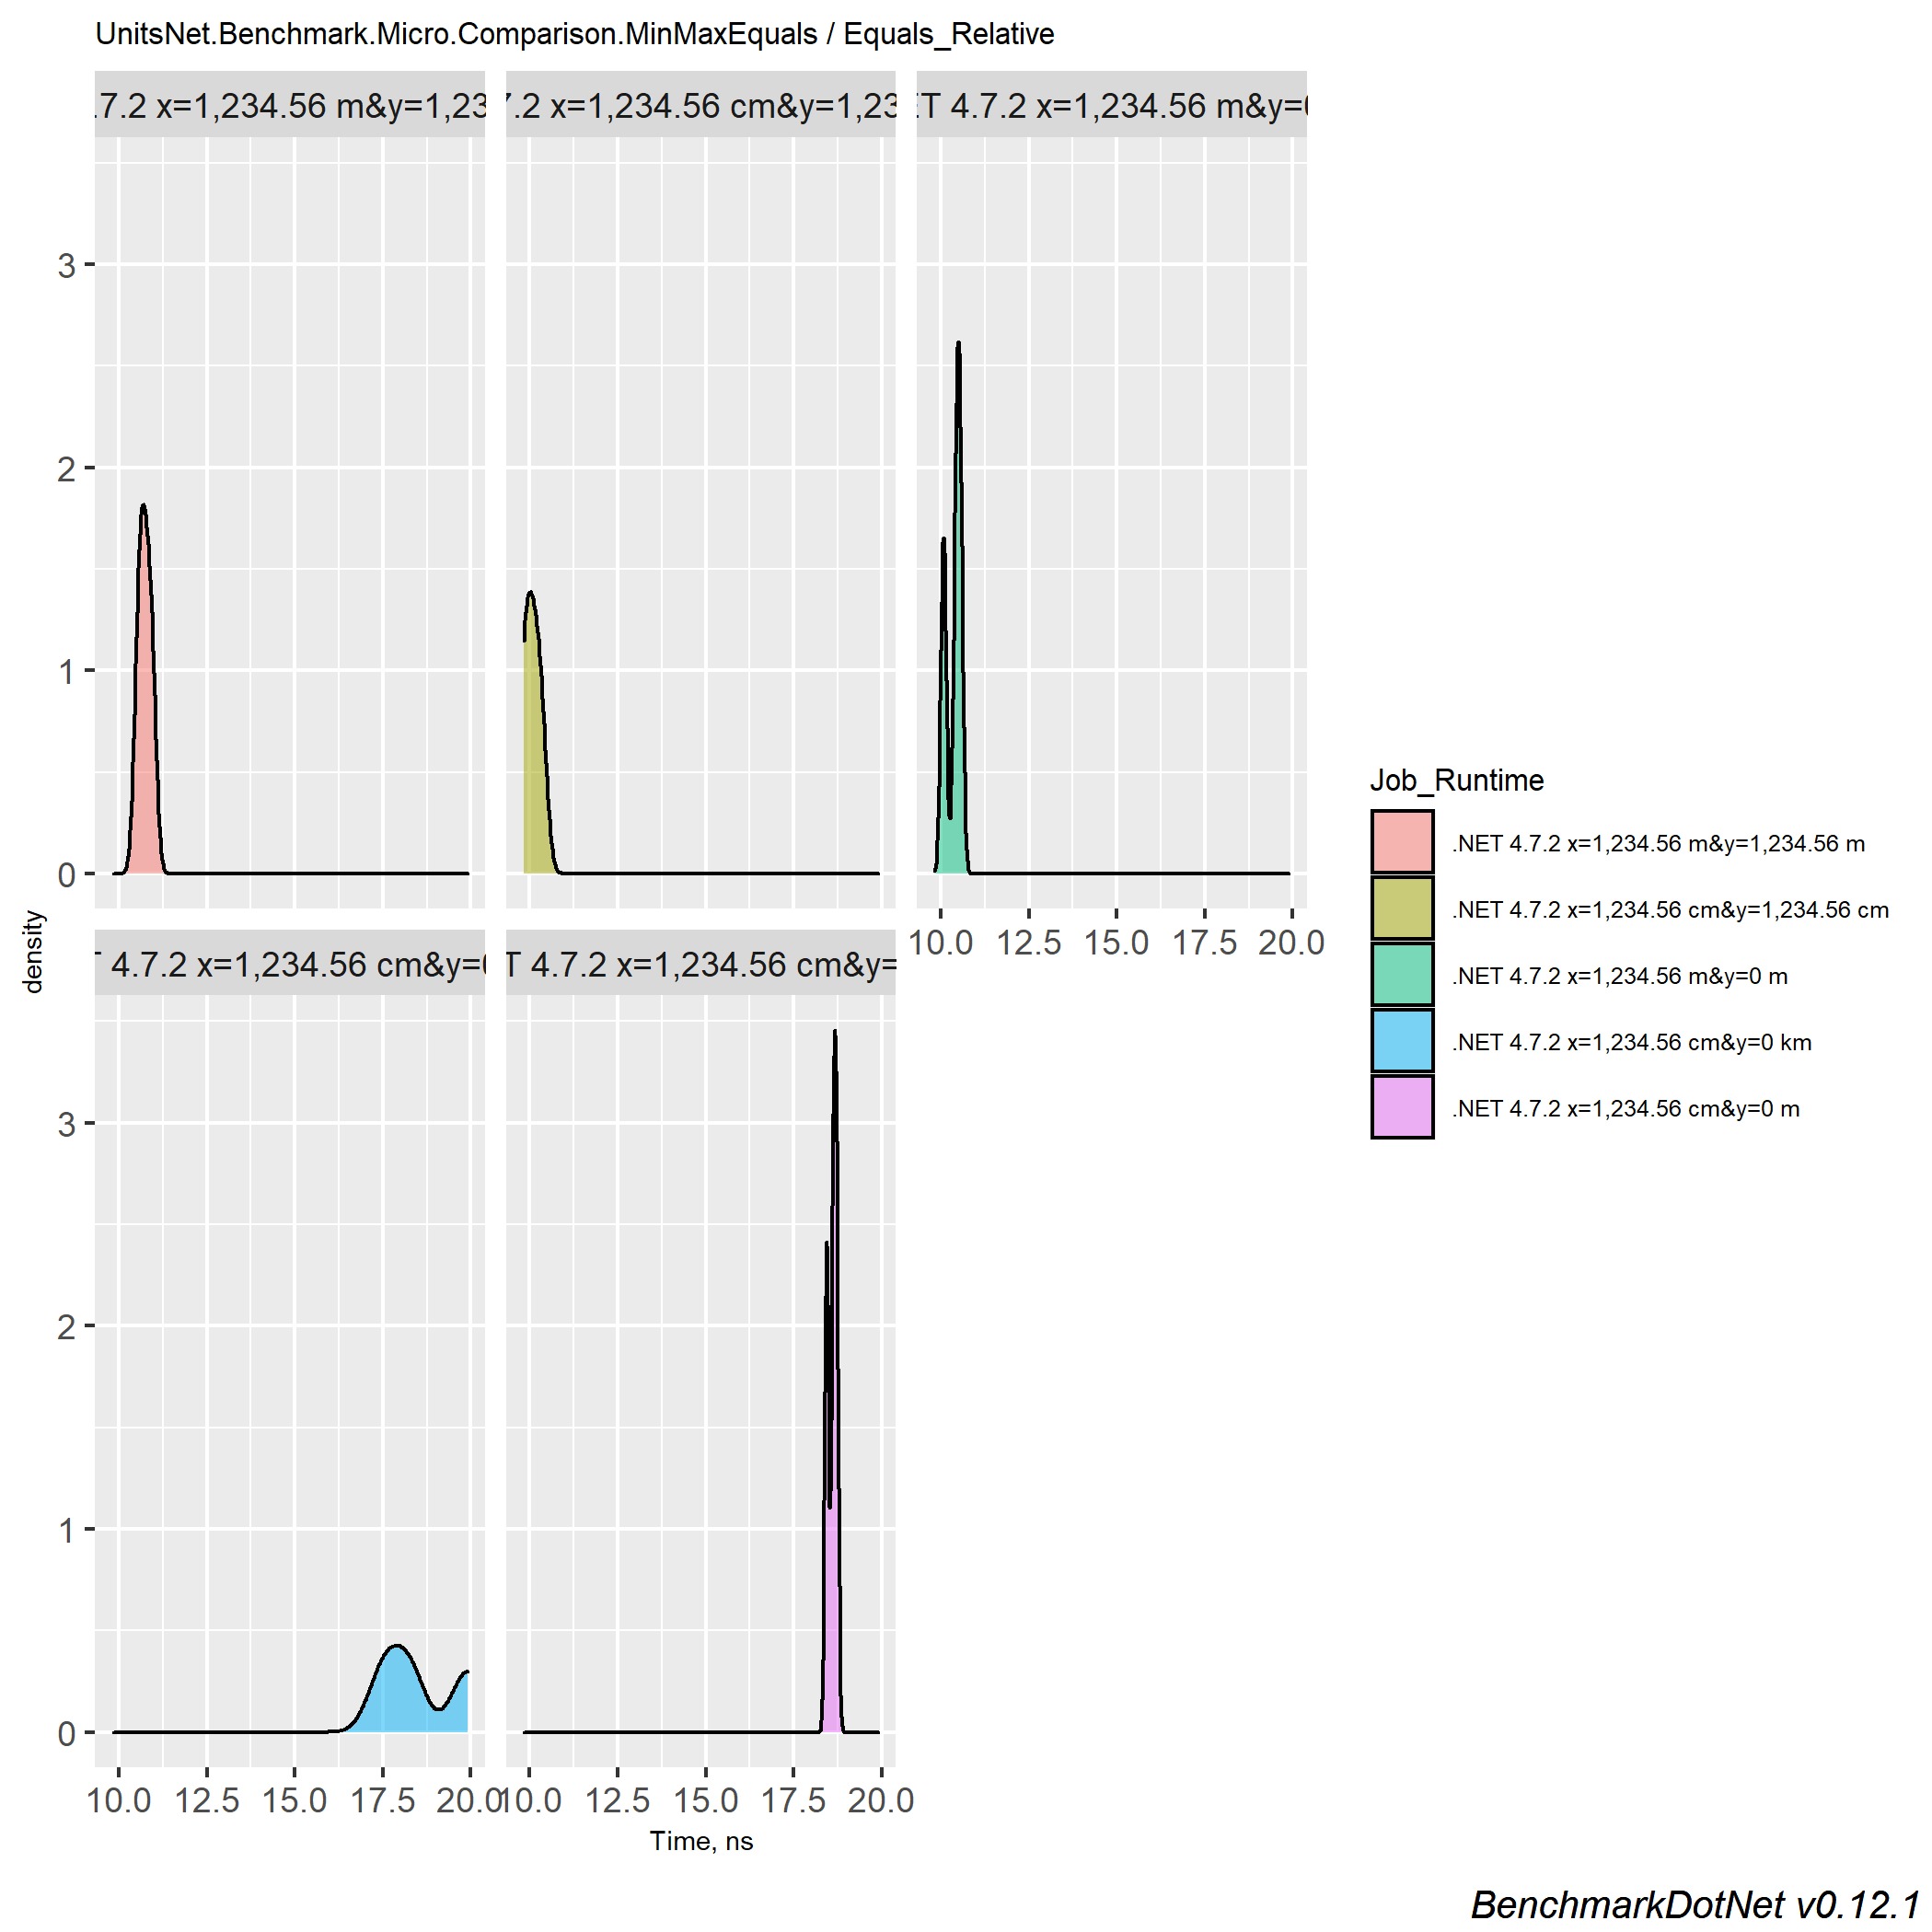 UnitsNet.Benchmark.Micro.Comparison.MinMaxEquals / Equals_Relative
.7.2 x=1,234.56 m&y=1,23
7.2 x=1,234.56 cm&y=1,23
ET 4.7.2 x=1,234.56 m&y=0
3
2
1
0
10.0 12.5 15.0 17.5 20.0
density
T 4.7.2 x=1,234.56 cm&y=0
T 4.7.2 x=1,234.56 cm&y=
3
2
1
0
10.0 12.5 15.0 17.5 20.0
10.0 12.5 15.0 17.5 20.0
Time, ns
Job_Runtime
.NET 4.7.2 x=1,234.56 m&y=1,234.56 m
.NET 4.7.2 x=1,234.56 cm&y=1,234.56 cm
.NET 4.7.2 x=1,234.56 m&y=0 m
.NET 4.7.2 x=1,234.56 cm&y=0 km
.NET 4.7.2 x=1,234.56 cm&y=0 m
BenchmarkDotNet v0.12.1